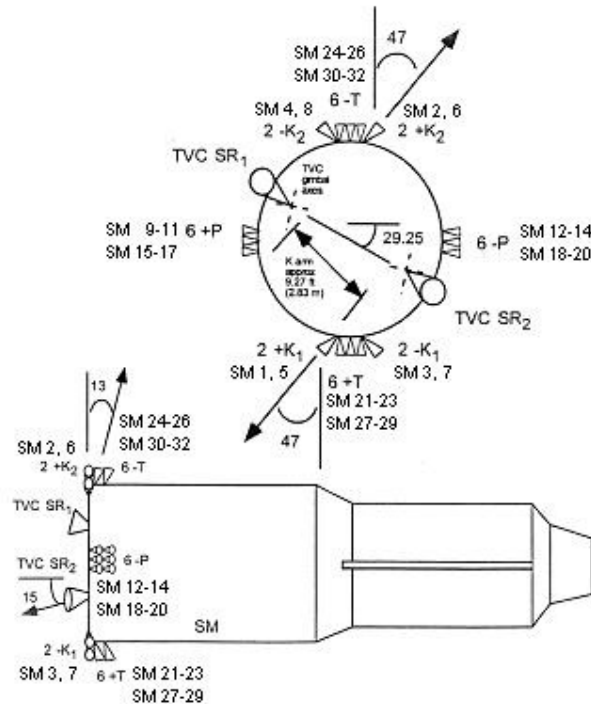 47
SM 24-26
SM 30-32
6 -T
SM 4, 8
2 -K2
SM 2, 6
2 +K2
TVC SR1
TVC
gimbal
axes
SM 9-11 6 +P
SM 15-17
29.25
SM 12-14
6 -P
SM 18-20
K arm
approx
9.27 ft
(2.83 m)
TVC SR2
2 +K1
SM 1, 5
2 -K1
SM 3, 7
6 +T
SM 21-23
SM 27-29
47
13
SM 24-26
SM 30-32
SM 2, 6
2 +K2
6 -T
TVC SR1
6 -P
TVC SR2
SM 12-14
SM 18-20
15
SM
2 -K1
SM 3, 7
6 +T SM 21-23
SM 27-29